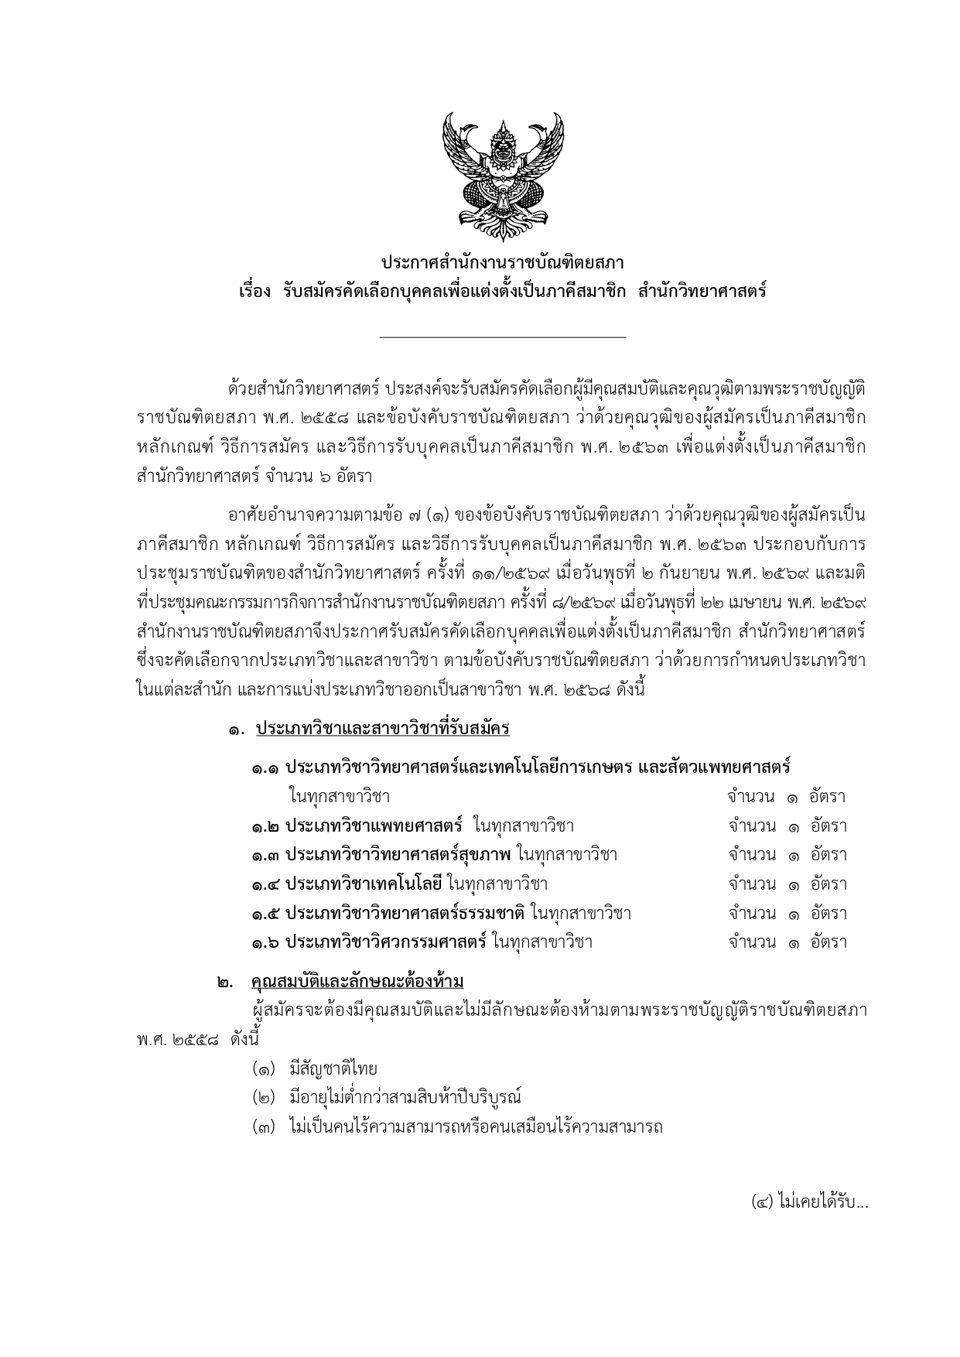 ประกาศสำนักงานราชบัณฑิตยสภา
เรื่อง รับสมัครคัดเลือกบุคคลเพื่อแต่งตั้งเป็นภาคีสมาชิก สำนักวิทยาศาสตร์
ด้วยสำนักวิทยาศาสตร์ ประสงค์จะรับสมัครคัดเลือกผู้มีคุณสมบัติและคุณวุฒิตามพระราชบัญญัติ
ราชบัณฑิตยสภา พ.ศ. ๒๕๕๘ และข้อบังคับราชบัณฑิตยสภา ว่าด้วยคุณวุฒิของผู้สมัครเป็นภาคีสมาชิก
หลักเกณฑ์ วิธีการสมัคร และวิธีการรับบุคคลเป็นภาคีสมาชิก พ.ศ. ๒๕๖๓ เพื่อแต่งตั้งเป็นภาคีสมาชิก
สำนักวิทยาศาสตร์ จำนวน ๖ อัตรา
อาศัยอำนาจความตามข้อ ๗ (๑) ของข้อบังคับราชบัณฑิตยสภา ว่าด้วยคุณวุฒิของผู้สมัครเป็น
ภาคีสมาชิก หลักเกณฑ์ วิธีการสมัคร และวิธีการรับบุคคลเป็นภาคีสมาชิก พ.ศ. ๒๕๖๓ ประกอบกับการ
ประชุมราชบัณฑิตของสำนักวิทยาศาสตร์ ครั้งที่ ๑๑/๒๕๖๙ เมื่อวันพุธที่ ๒ กันยายน พ.ศ. ๒๕๖๙ และมติ
ที่ประชุมคณะกรรมการกิจการสำนักงานราชบัณฑิตยสภา ครั้งที่ ๘/๒๕๖๙ เมื่อวันพุธที่ ๒๒ เมษายน พ.ศ. ๒๕๖๙
สำนักงานราชบัณฑิตยสภาจึงประกาศรับสมัครคัดเลือกบุคคลเพื่อแต่งตั้งเป็นภาคีสมาชิก สำนักวิทยาศาสตร์
ซึ่งจะคัดเลือกจากประเภทวิชาและสาขาวิชา ตามข้อบังคับราชบัณฑิตยสภา ว่าด้วยการกำหนดประเภทวิชา
ในแต่ละสำนัก และการแบ่งประเภทวิชาออกเป็นสาขาวิชา พ.ศ. ๒๕๖๘ ดังนี้
๑. ประเภทวิชาและสาขาวิชาที่รับสมัคร
๑.๑ ประเภทวิชาวิทยาศาสตร์และเทคโนโลยีการเกษตร และสัตวแพทยศาสตร์
ในทุกสาขาวิชา จำนวน ๑ อัตรา
๑.๒ ประเภทวิชาแพทยศาสตร์ ในทุกสาขาวิชา จำนวน ๑ อัตรา
๑.๓ ประเภทวิชาวิทยาศาสตร์สุขภาพ ในทุกสาขาวิชา จำนวน ๑ อัตรา
๑.๔ ประเภทวิชาเทคโนโลยี ในทุกสาขาวิชา จำนวน ๑ อัตรา
๑.๕ ประเภทวิชาวิทยาศาสตร์ธรรมชาติ ในทุกสาขาวิชา จำนวน ๑ อัตรา
๑.๖ ประเภทวิชาวิศวกรรมศาสตร์ ในทุกสาขาวิชา จำนวน ๑ อัตรา
๒. คุณสมบัติและลักษณะต้องห้าม
ผู้สมัครจะต้องมีคุณสมบัติและไม่มีลักษณะต้องห้ามตามพระราชบัญญัติราชบัณฑิตยสภา
พ.ศ. ๒๕๕๘ ดังนี้
(๑) มีสัญชาติไทย
(๒) มีอายุไม่ต่ำกว่าสามสิบห้าปีบริบูรณ์
(๓) ไม่เป็นคนไร้ความสามารถหรือคนเสมือนไร้ความสามารถ
(๔) ไม่เคยได้รับ...